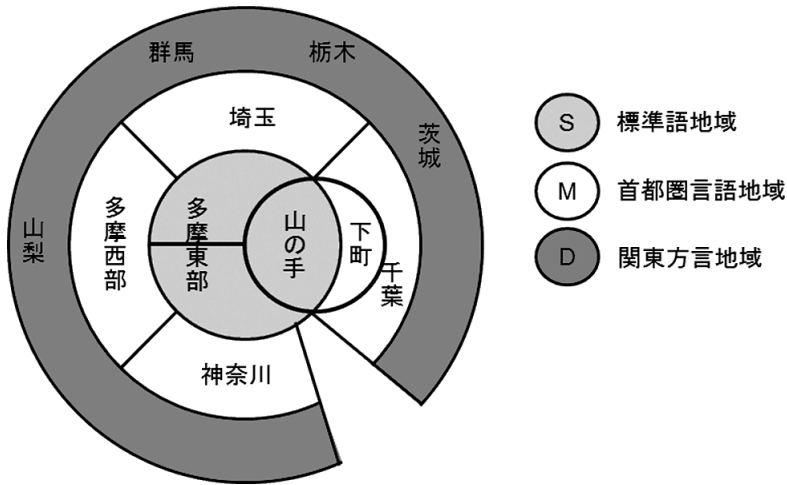 群馬
栃木
埼玉
茨城
山梨
多摩西部
多摩東部
山の手
下町
千葉
神奈川
S 標準語地域
M 首都圏言語地域
D 関東方言地域